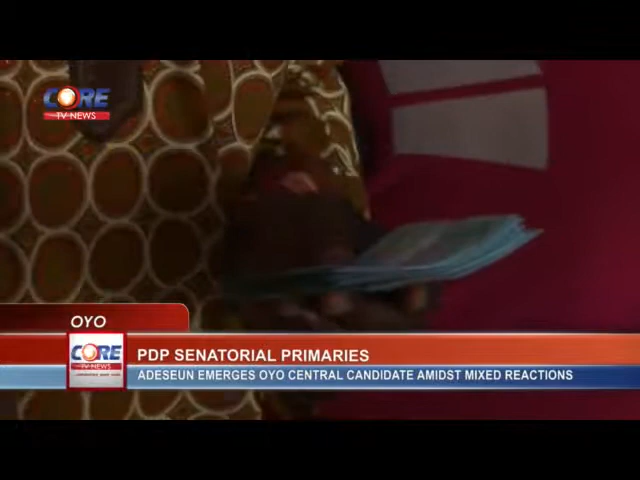 CORE
TV NEWS
OYO
CORE
TV NEWS
PDP SENATORIAL PRIMARIES
ADESEUN EMERGES OYO CENTRAL CANDIDATE AMIDST MIXED REACTIONS